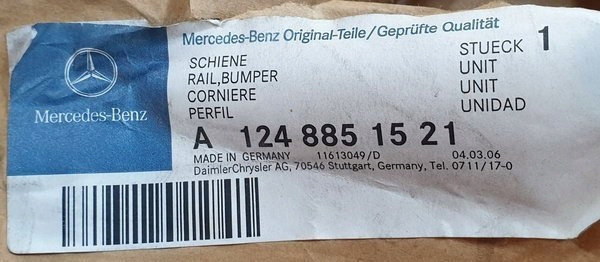 Mercedes-Benz Original-Teile/Geprüfte Qualität
Mercedes-Benz
SCHIENE STUECK 1
RAIL,BUMPER UNIT
CORNIERE UNIT
PERFIL UNIDAD
A 124 885 15 21
MADE IN GERMANY 11613049/D 04.03.06
DaimlerChrysler AG, 70546 Stuttgart, Germany, Tel. 0711/17-0